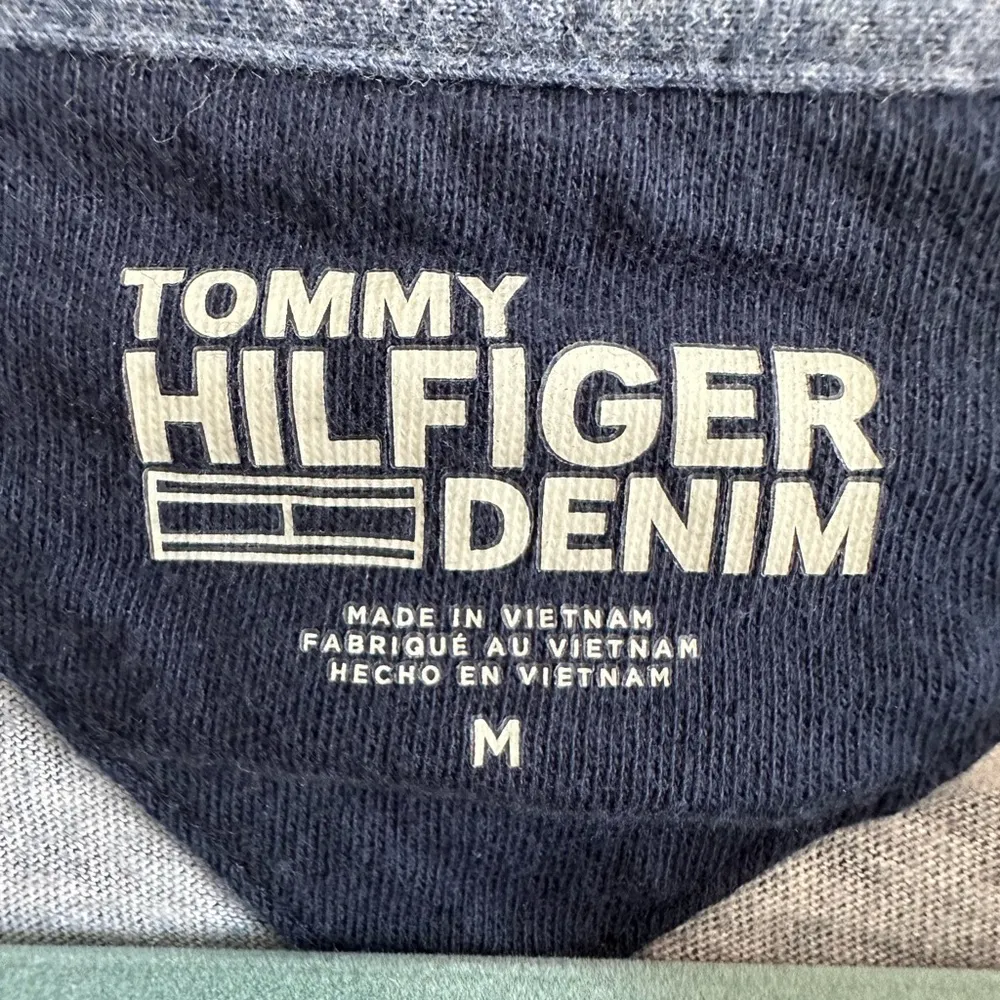 TOMMY
HILFIGER
DENIM
MADE IN VIETNAM
FABRIQUÉ AU VIETNAM
HECHO EN VIETNAM
M